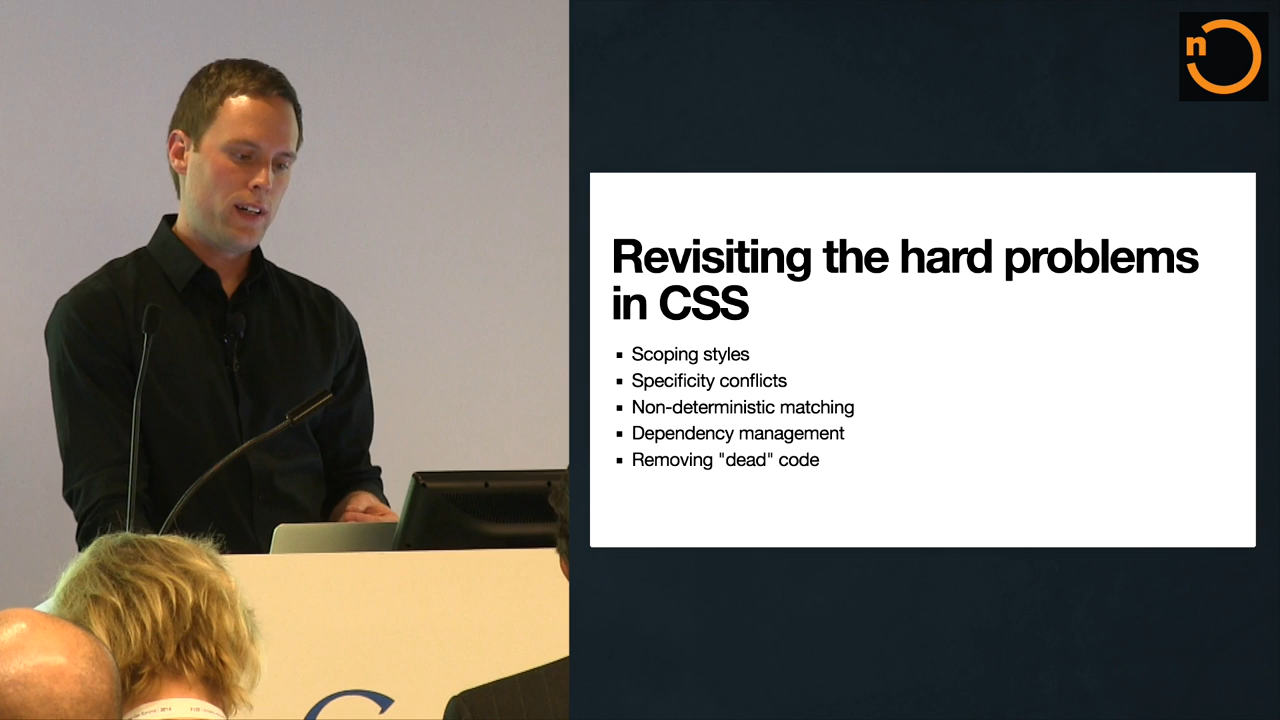 n
Revisiting the hard problems
in CSS
▪ Scoping styles
▪ Specificity conflicts
▪ Non-deterministic matching
▪ Dependency management
▪ Removing "dead" code